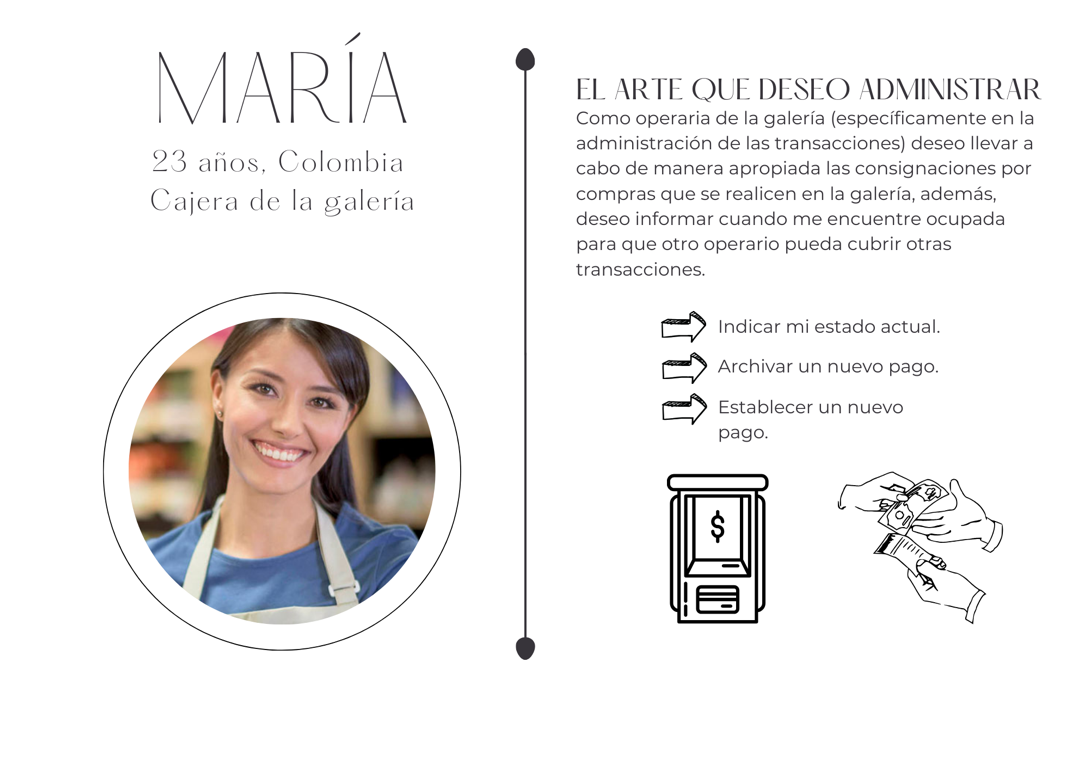 MARÍA
23 años, Colombia
Cajera de la galería
EL ARTE QUE DESEO ADMINISTRAR
Como operaria de la galería (específicamente en la
administración de las transacciones) deseo llevar a
cabo de manera apropiada las consignaciones por
compras que se realicen en la galería, además,
deseo informar cuando me encuentre ocupada
para que otro operario pueda cubrir otras
transacciones.
Indicar mi estado actual.
Archivar un nuevo pago.
Establecer un nuevo
pago.
$